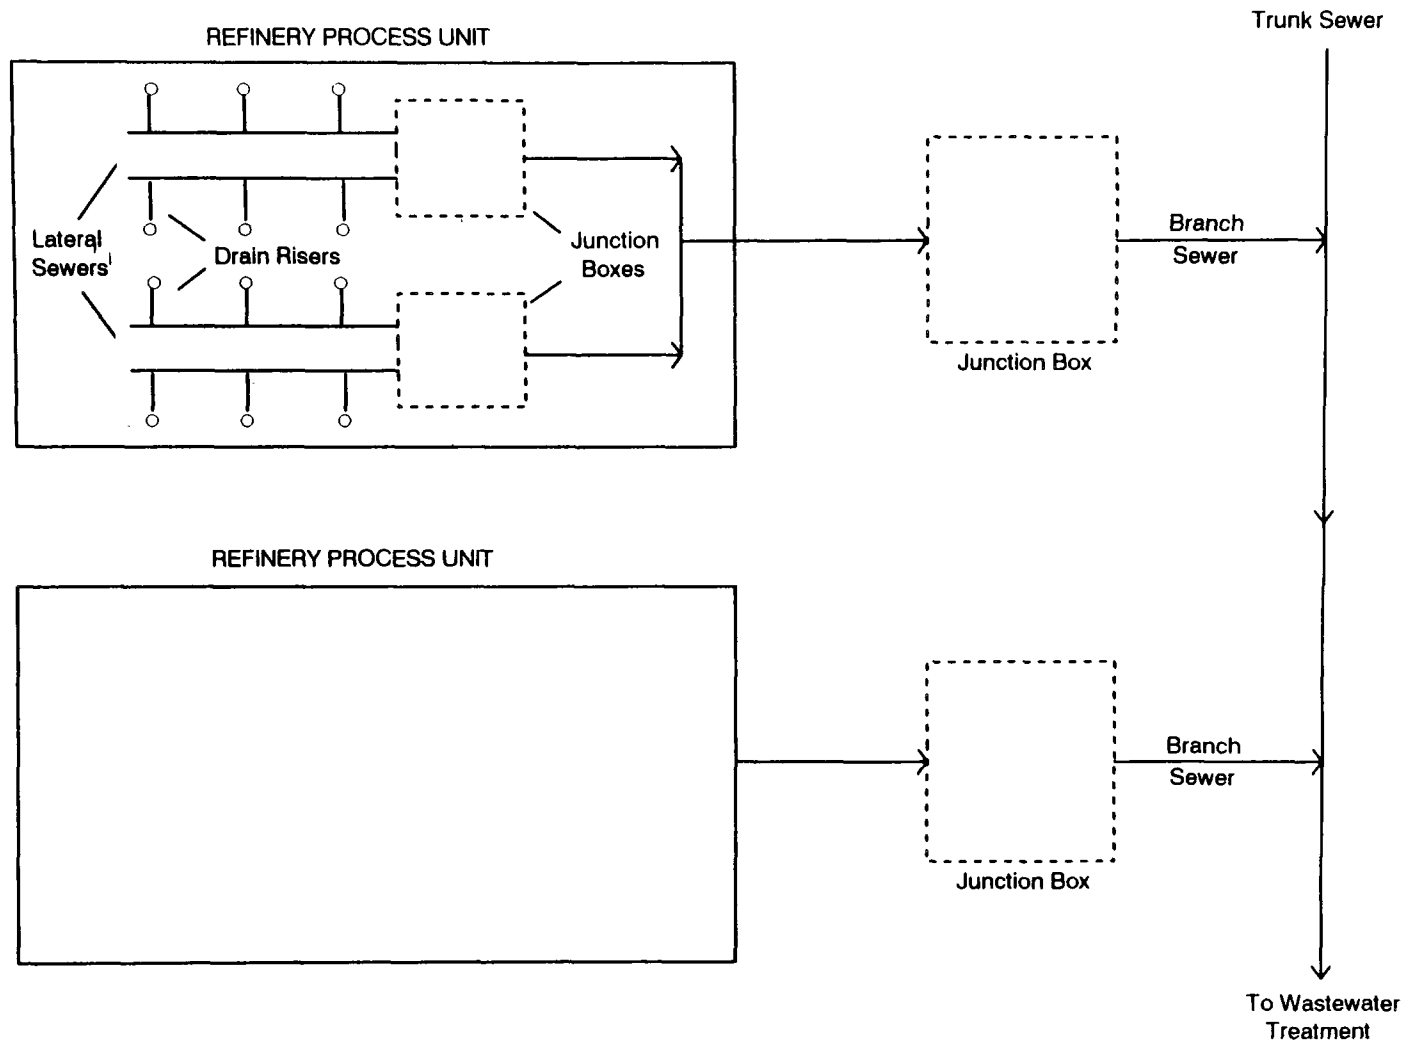 Trunk Sewer
REFINERY PROCESS UNIT
Lateral
Sewers
Drain Risers
Junction
Boxes
Branch
Sewer
Junction Box
REFINERY PROCESS UNIT
Branch
Sewer
Junction Box
To Wastewater
Treatment